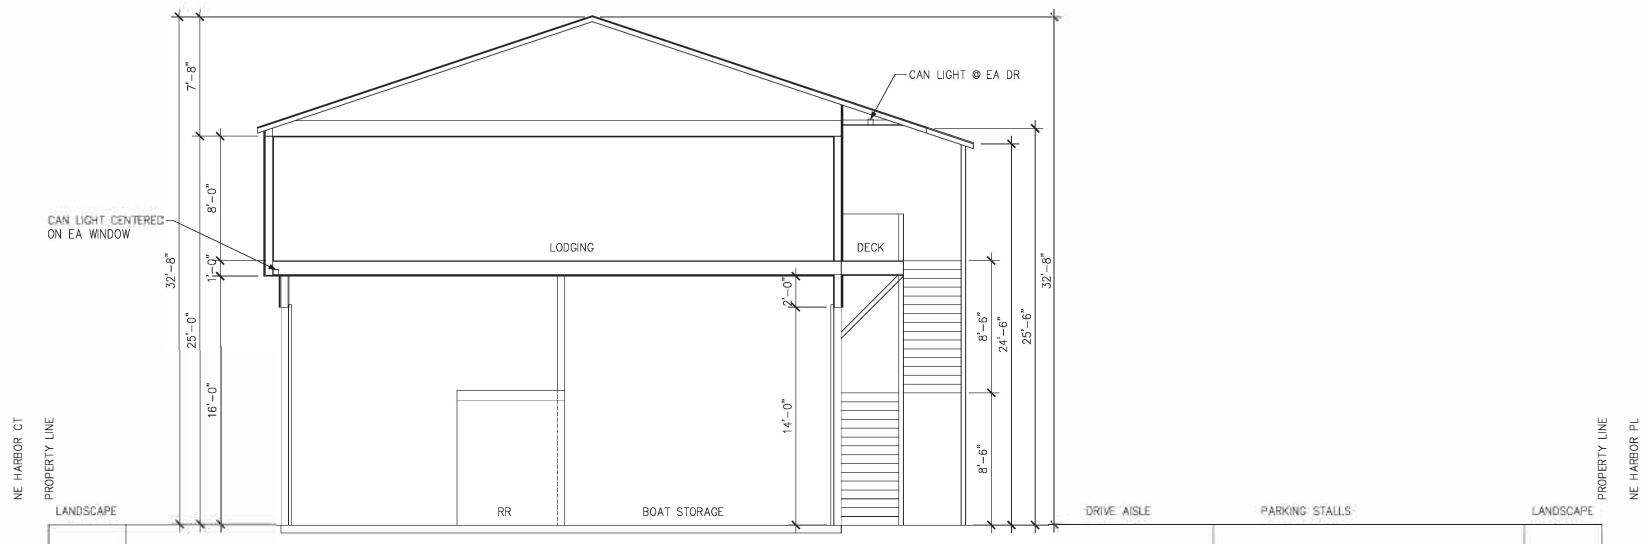 CAN LIGHT @ EA DR
7'-8"
8'-0"
CAN LIGHT CENTERED
ON EA WINDOW
LODGING
DECK
32'-8"
1'-0"
2'-0"
32'-8"
25'-0"
8'-6"
24'-6"
25'-6"
16'-0"
14'-0"
8'-6"
NE HARBOR CT
PROPERTY LINE
LANDSCAPE
RR
BOAT STORAGE
DRIVE AISLE
PARKING STALLS
LANDSCAPE
PROPERTY LINE
NE HARBOR PL